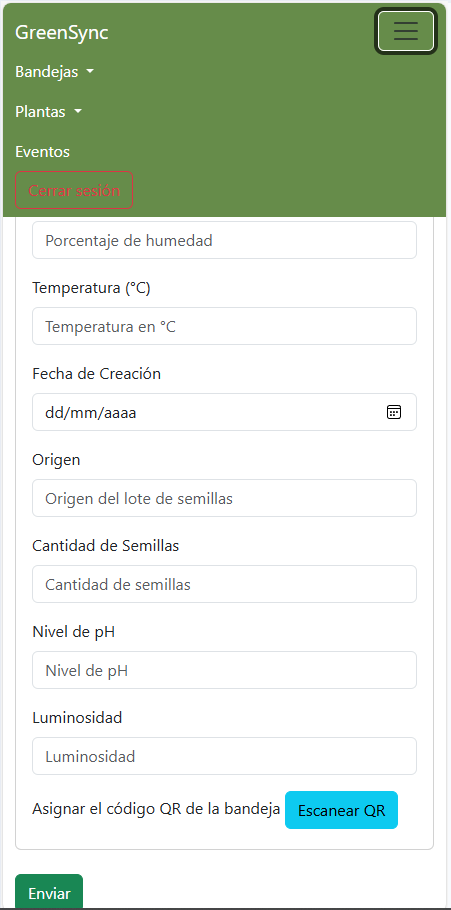 GreenSync
Bandejas
Plantas
Eventos
Cerrar sesión
Porcentaje de humedad
Temperatura (°C)
Temperatura en °C
Fecha de Creación
dd/mm/aaaa
Origen
Origen del lote de semillas
Cantidad de Semillas
Cantidad de semillas
Nivel de pH
Nivel de pH
Luminosidad
Luminosidad
Asignar el código QR de la bandeja Escanear QR
Enviar